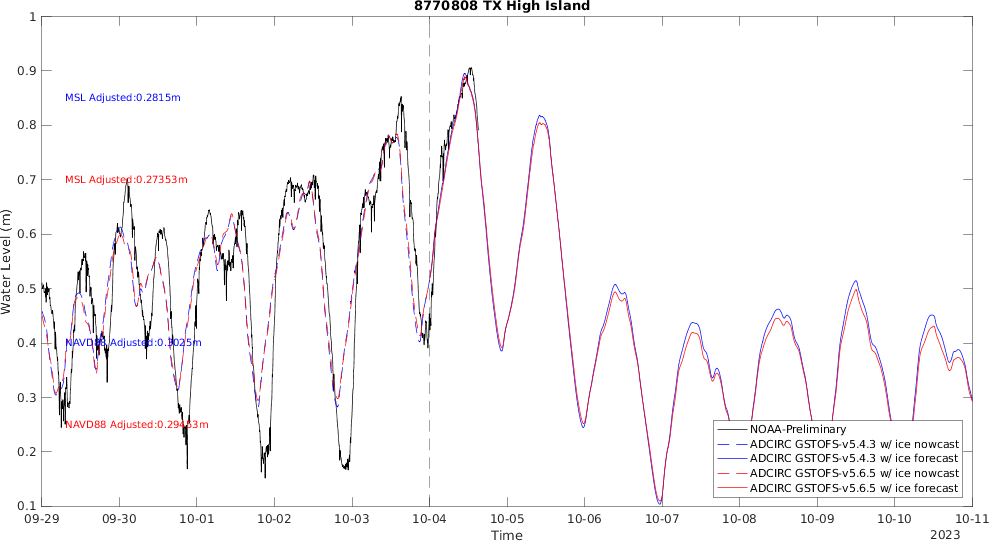 8770808 TX High Island
Water Level (m)
1
0.9
0.8
0.7
0.6
0.5
0.4
0.3
0.2
0.1
MSL Adjusted:0.2815m
MSL Adjusted:0.27353m
NAVD88 Adjusted:0.3025m
NAVD88 Adjusted:0.29453m
NOAA-Preliminary
ADCIRC GSTOFS-v5.4.3 w/ ice nowcast
ADCIRC GSTOFS-v5.4.3 w/ ice forecast
ADCIRC GSTOFS-v5.6.5 w/ ice nowcast
ADCIRC GSTOFS-v5.6.5 w/ ice forecast
09-29 09-30 10-01 10-02 10-03 10-04 10-05 10-06 10-07 10-08 10-09 10-10 10-11
Time
2023